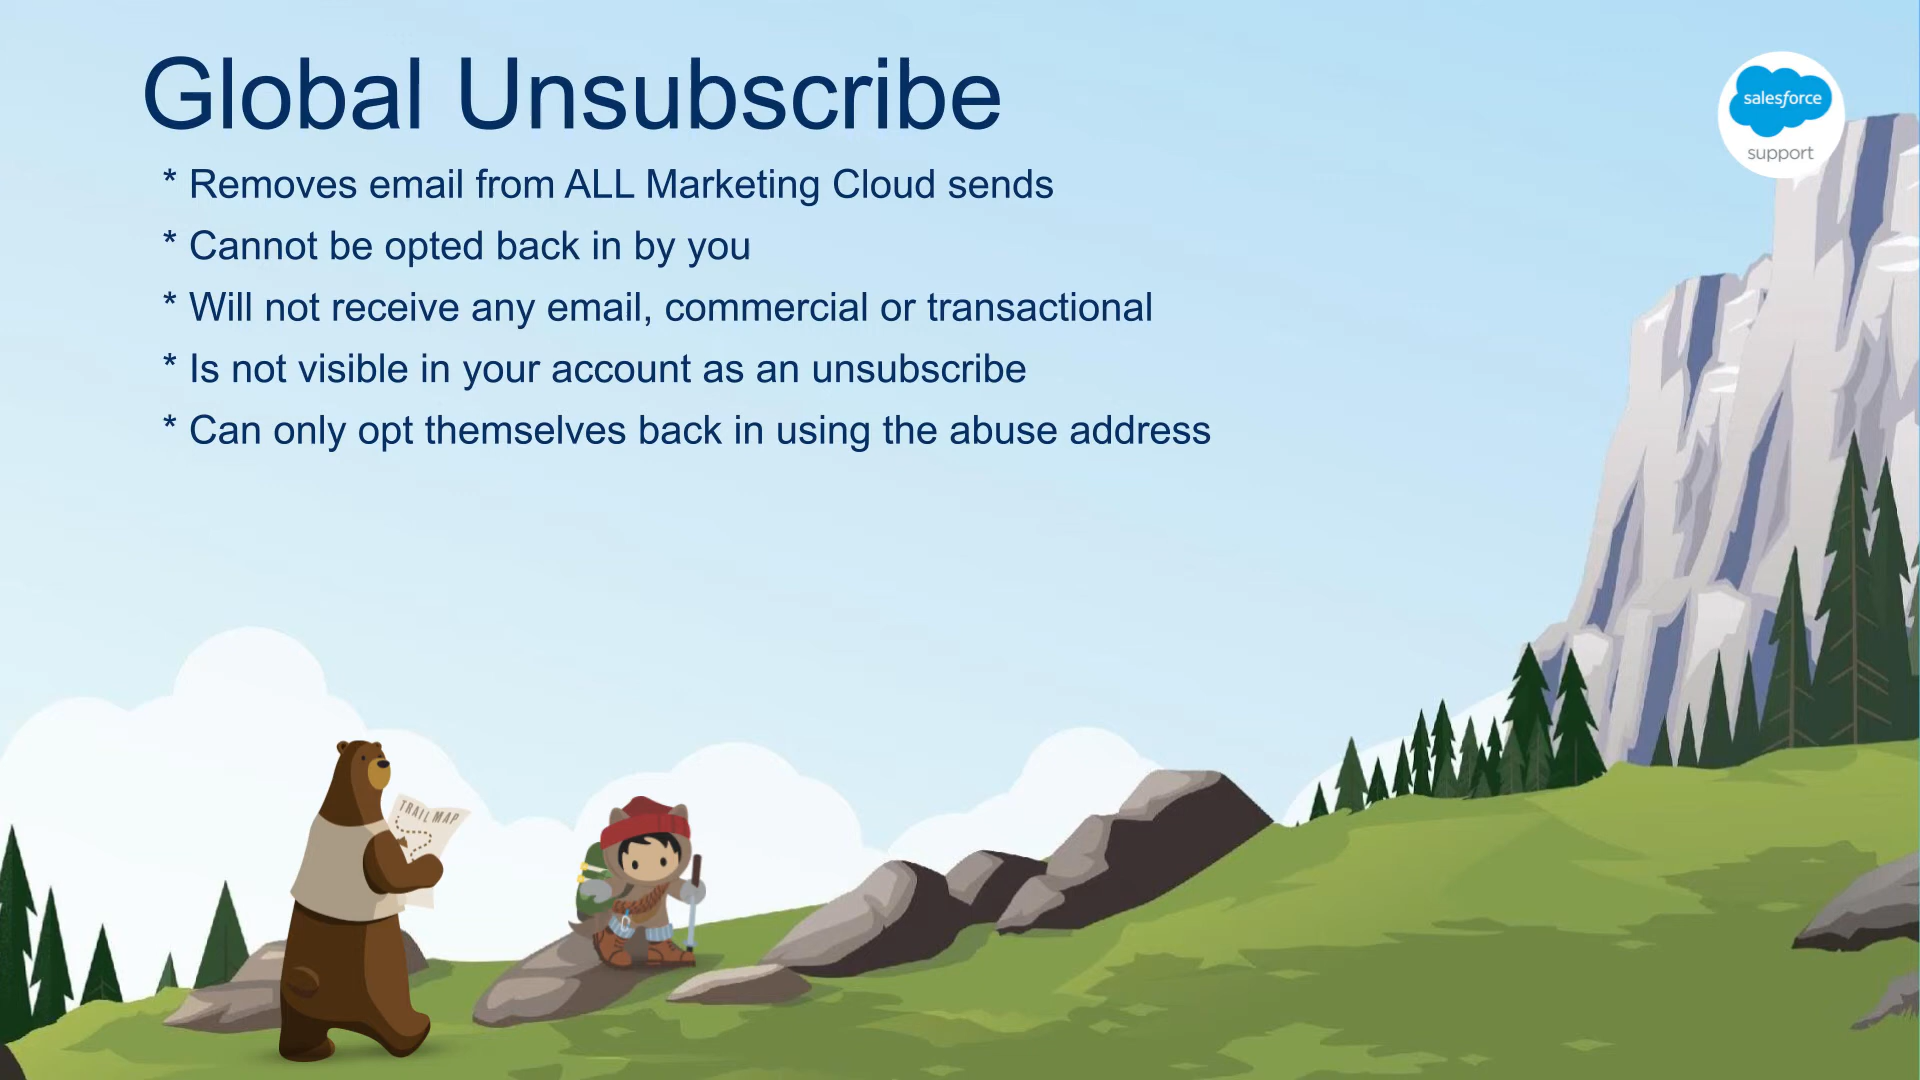 Global Unsubscribe
salesforce
support
* Removes email from ALL Marketing Cloud sends
* Cannot be opted back in by you
* Will not receive any email, commercial or transactional
* Is not visible in your account as an unsubscribe
* Can only opt themselves back in using the abuse address
TRAIL MAP